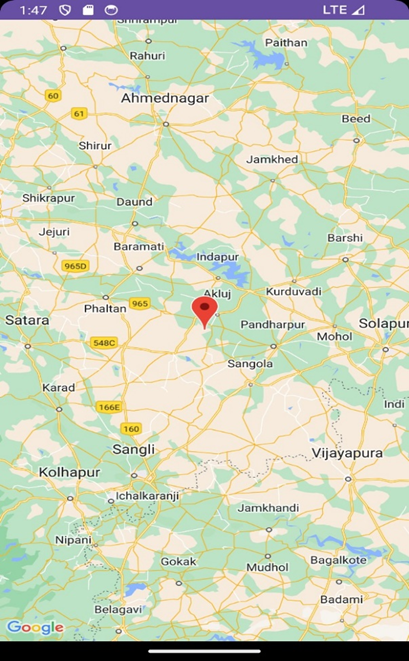 1:47 LTE
Shrirampur
Paithan
Rahuri
60
Ahmednagar
61
Beed
Shirur
Jamkhed
Shikrapur
Daund
Jejuri
Barshi
Baramati
965D
Indapur
Akluj
Kurduvadi
965
Phaltan
Satara
Pandharpur
Solapu
Mohol
548C
Sangola
Karad
Indi
166E
160
Sangli
Vijayapura
Kolhapur
Ichalkaranji
Jamkhandi
Nipani
Gokak
Bagalkote
Mudhol
Badami
Belagavi
Google